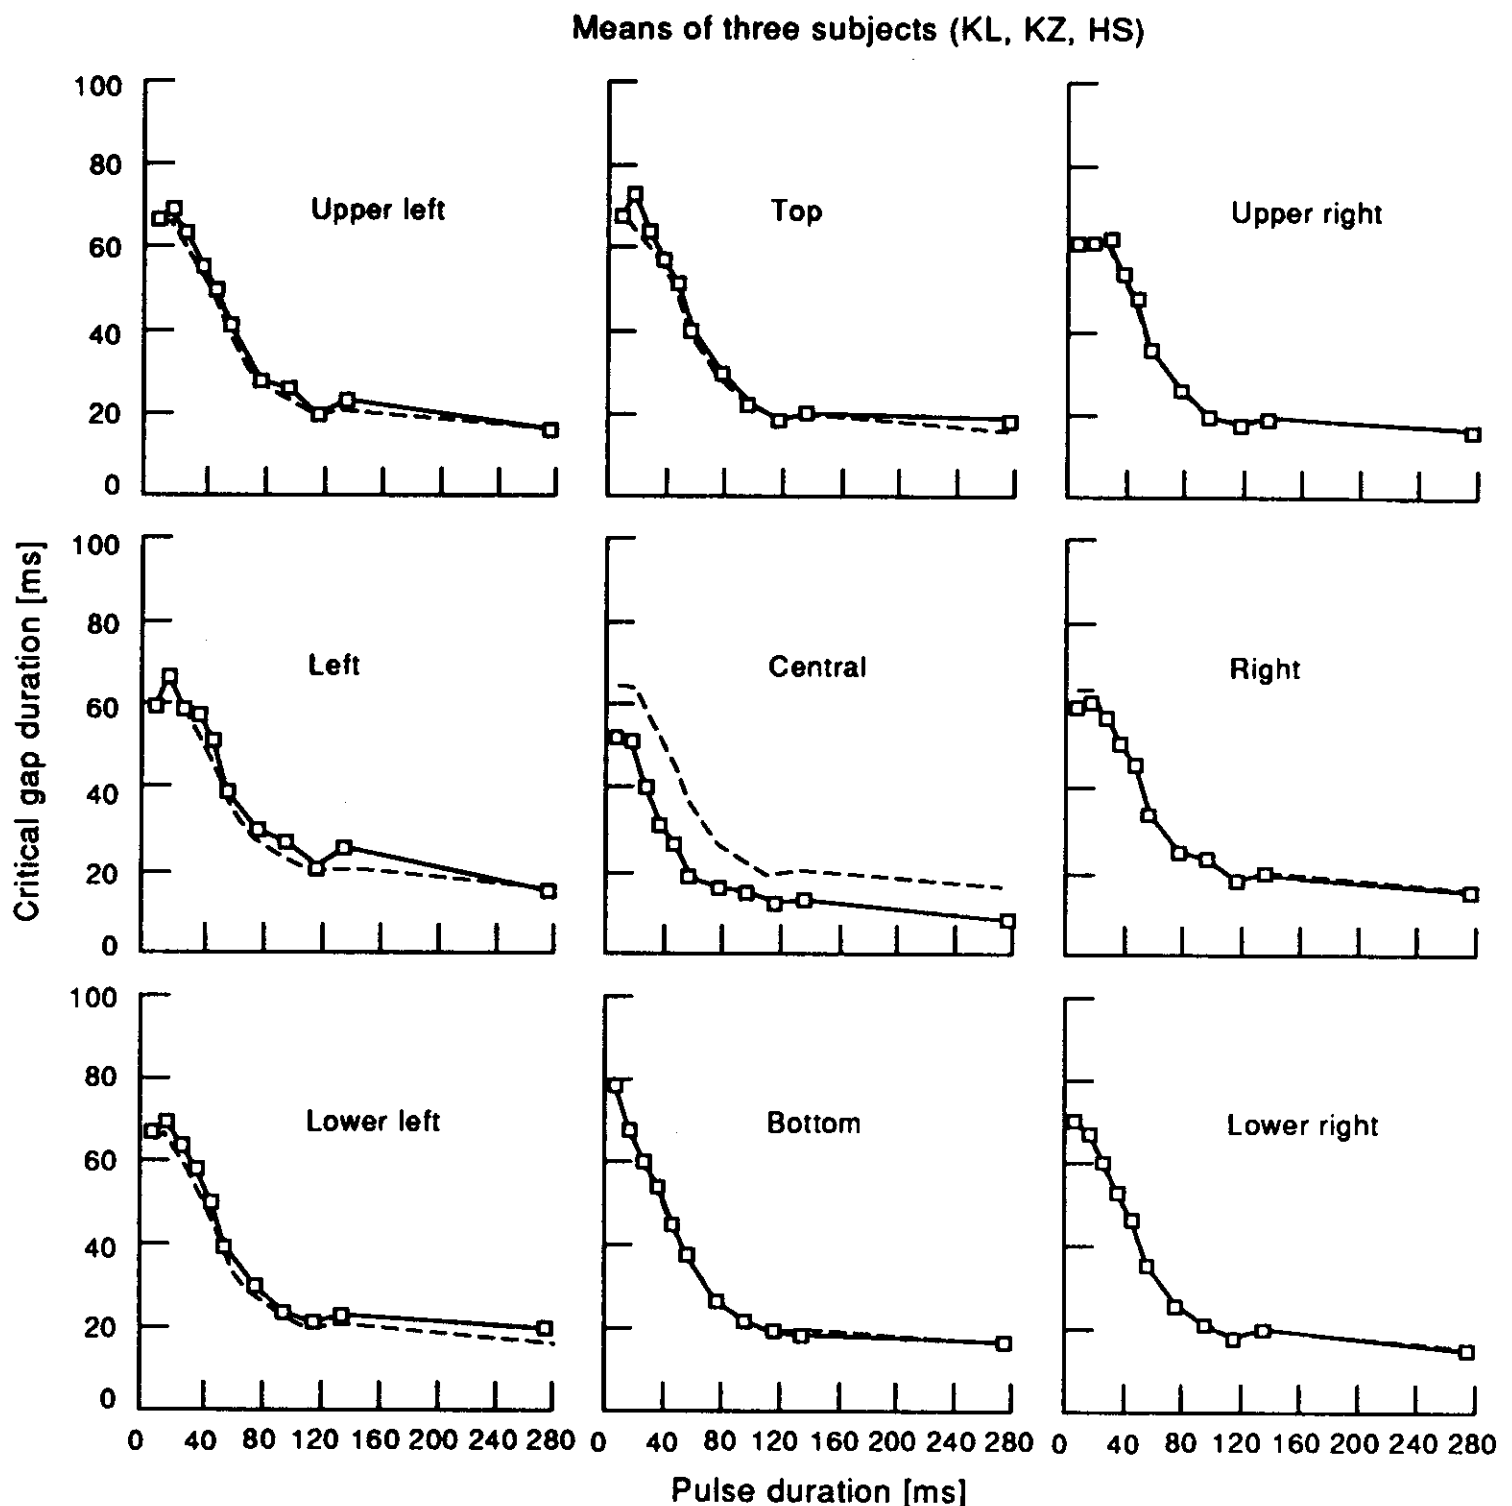 Means of three subjects (KL, KZ, HS)
100
80
60
40
20
0
Upper left
Top
Upper right
Critical gap duration [ms]
100
80
60
40
20
0
Left
Central
Right
100
80
60
40
20
0
Lower left
Bottom
Lower right
0 40 80 120 160 200 240 280
0 40 80 120 160 200 240 280
0 40 80 120 160 200 240 280
Pulse duration [ms]